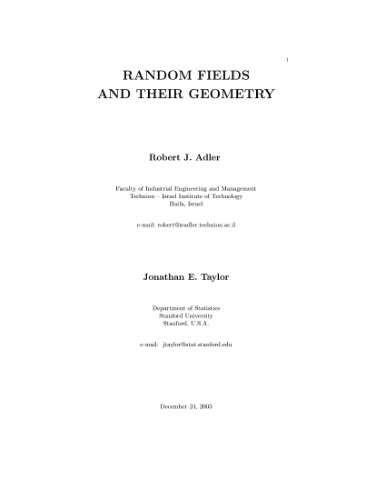 1
RANDOM FIELDS
AND THEIR GEOMETRY
Robert J. Adler
Faculty of Industrial Engineering and Management
Technion – Israel Institute of Technology
Haifa, Israel
e-mail: robert@ieadler.technion.ac.il
Jonathan E. Taylor
Department of Statistics
Stanford University
Stanford, U.S.A.
e-mail: jtaylor@stat.stanford.edu
December 24, 2003